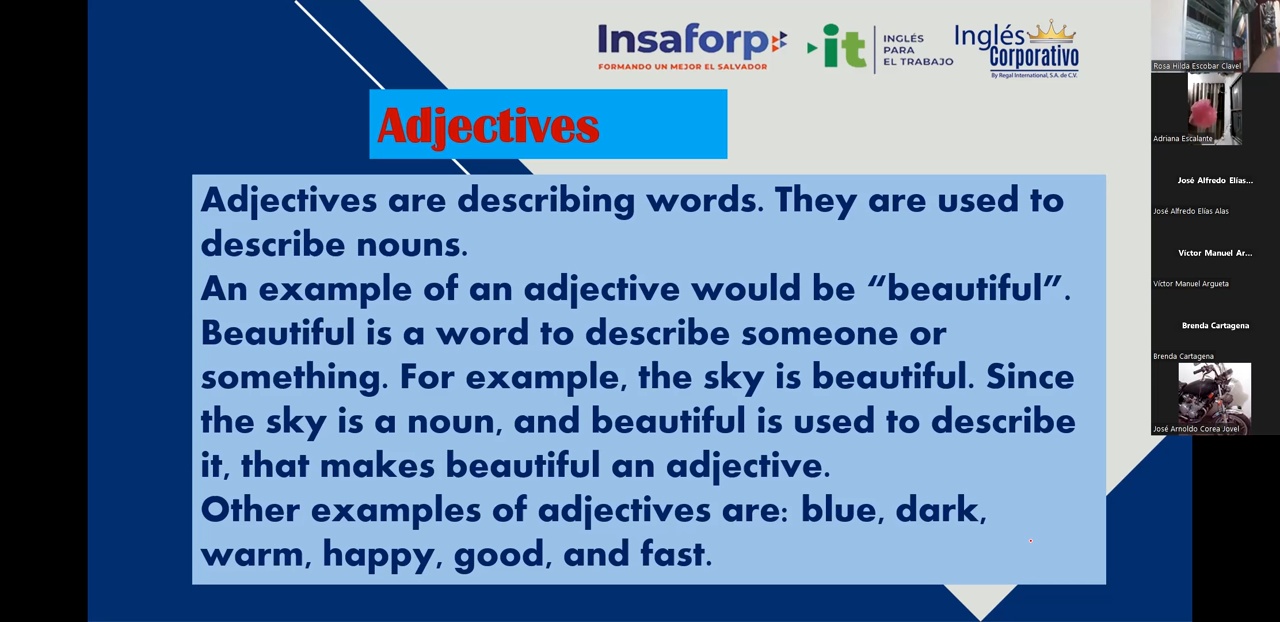 Insaforp
FORMANDO UN MEJOR EL SALVADOR
it
INGLÉS
PARA
EL TRABAJO
Inglés
Corporativo
By Regal International, S.A. de C.V.
Adjectives
Adjectives are describing words. They are used to
describe nouns.
An example of an adjective would be “beautiful”.
Beautiful is a word to describe someone or
something. For example, the sky is beautiful. Since
the sky is a noun, and beautiful is used to describe
it, that makes beautiful an adjective.
Other examples of adjectives are: blue, dark,
warm, happy, good, and fast.
Rosa Hilda Escobar Clavel
Adriana Escalante
José Alfredo Elías...
José Alfredo Elías Alas
Víctor Manuel Ar...
Víctor Manuel Argueta
Brenda Cartagena
Brenda Cartagena
José Arnoldo Corea Jovel